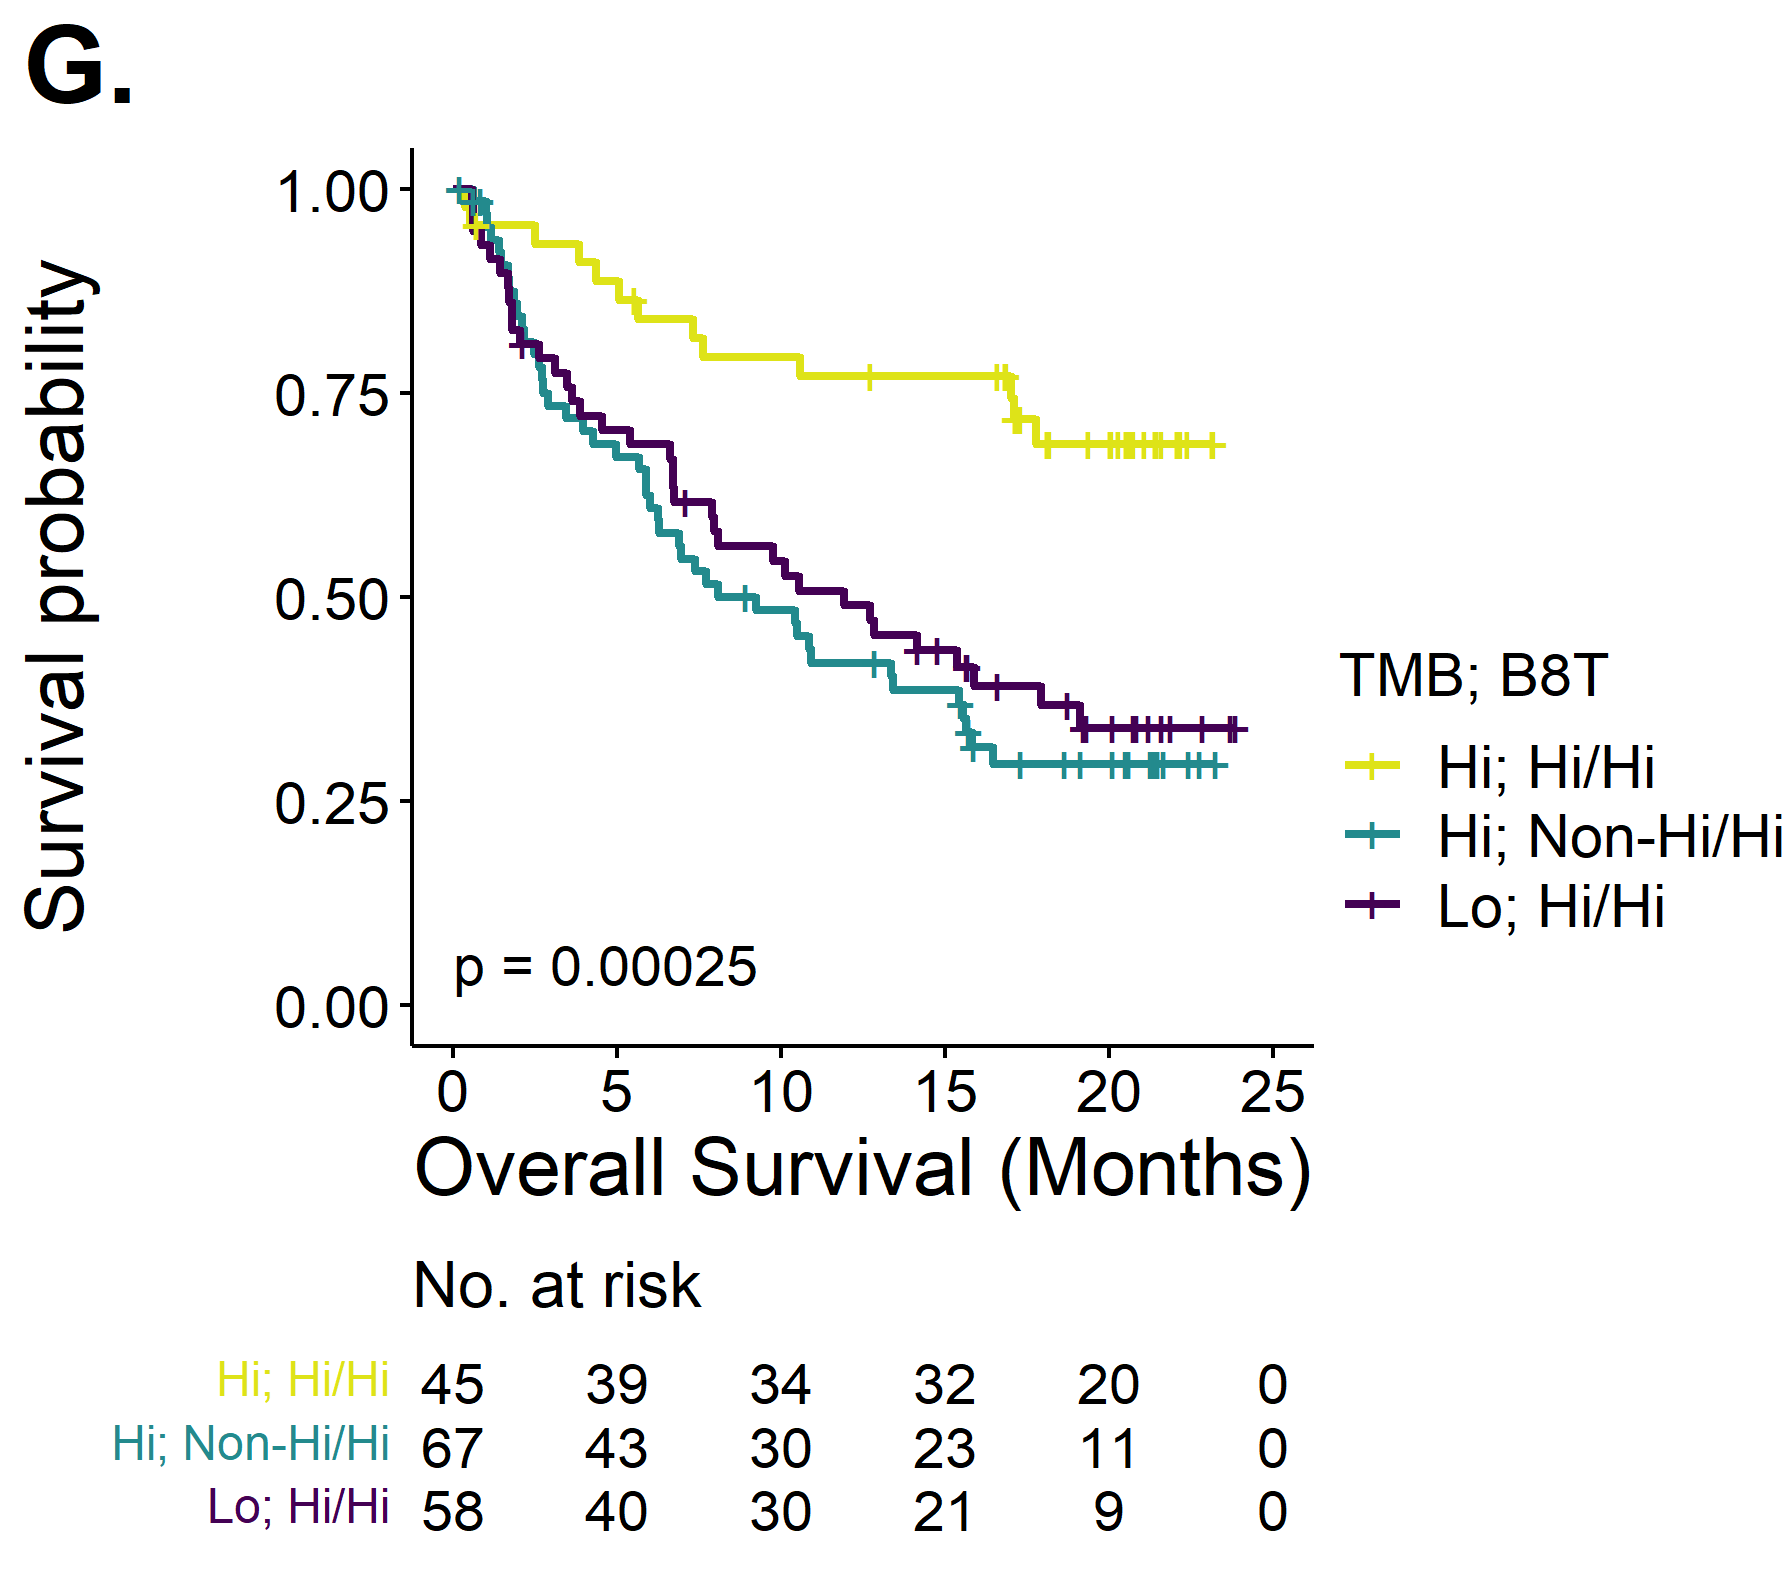 G.
Survival probability
1.00
0.75
0.50
0.25
0.00
p = 0.00025
0 5 10 15 20 25
Overall Survival (Months)
TMB; B8T
Hi; Hi/Hi
Hi; Non-Hi/Hi
Lo; Hi/Hi
No. at risk
Hi; Hi/Hi 45 39 34 32 20 0
Hi; Non-Hi/Hi 67 43 30 23 11 0
Lo; Hi/Hi 58 40 30 21 9 0